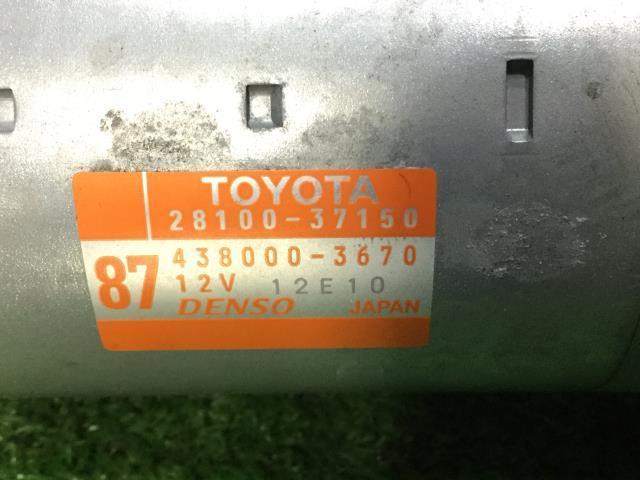 TOYOTA
28100-37150
87
438000-3670
12V 12E10
DENSO JAPAN